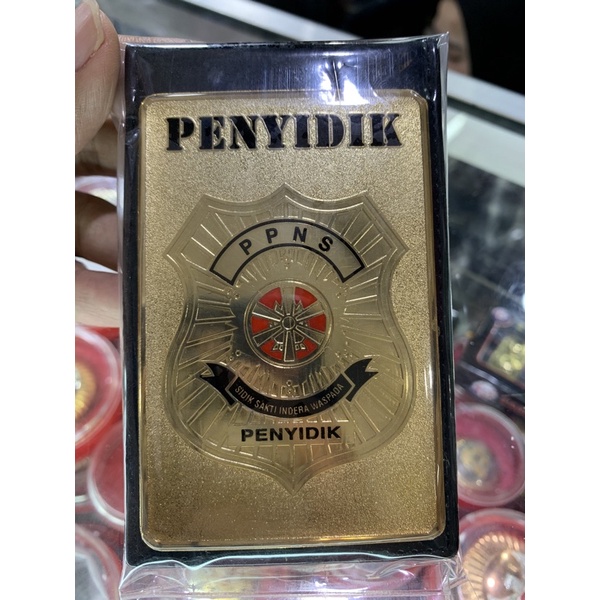 PENYIDIK
PPNS
SIDIK SAKTI INDERA WASPADA
PENYIDIK